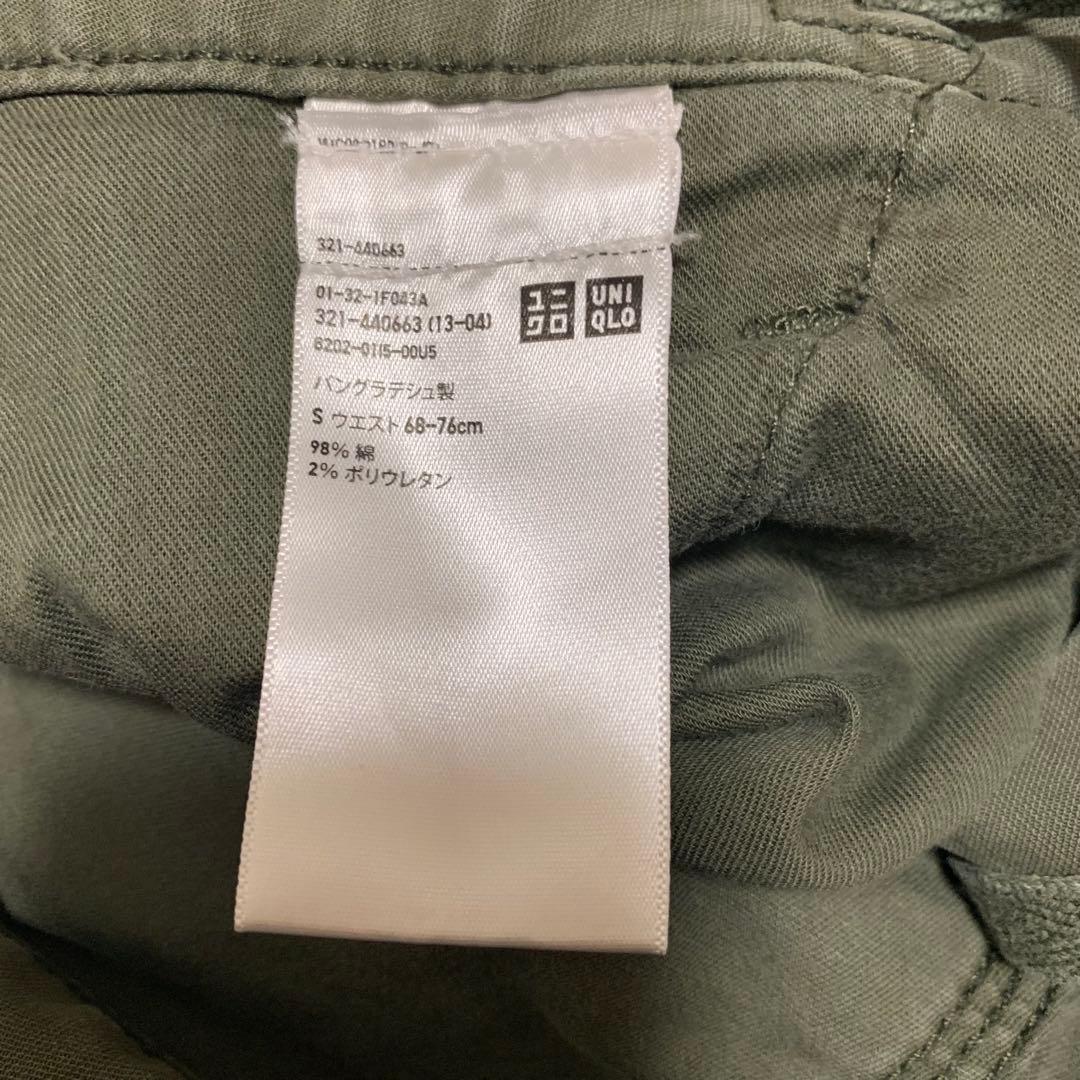 321-440663
01-32-1F043A
321-440663 (13-04)
8202-0115-00U5
バングラデシュ製
S ウエスト 68-76cm
98% 綿
2% ポリウレタン
ユニクロ
UNIQLO